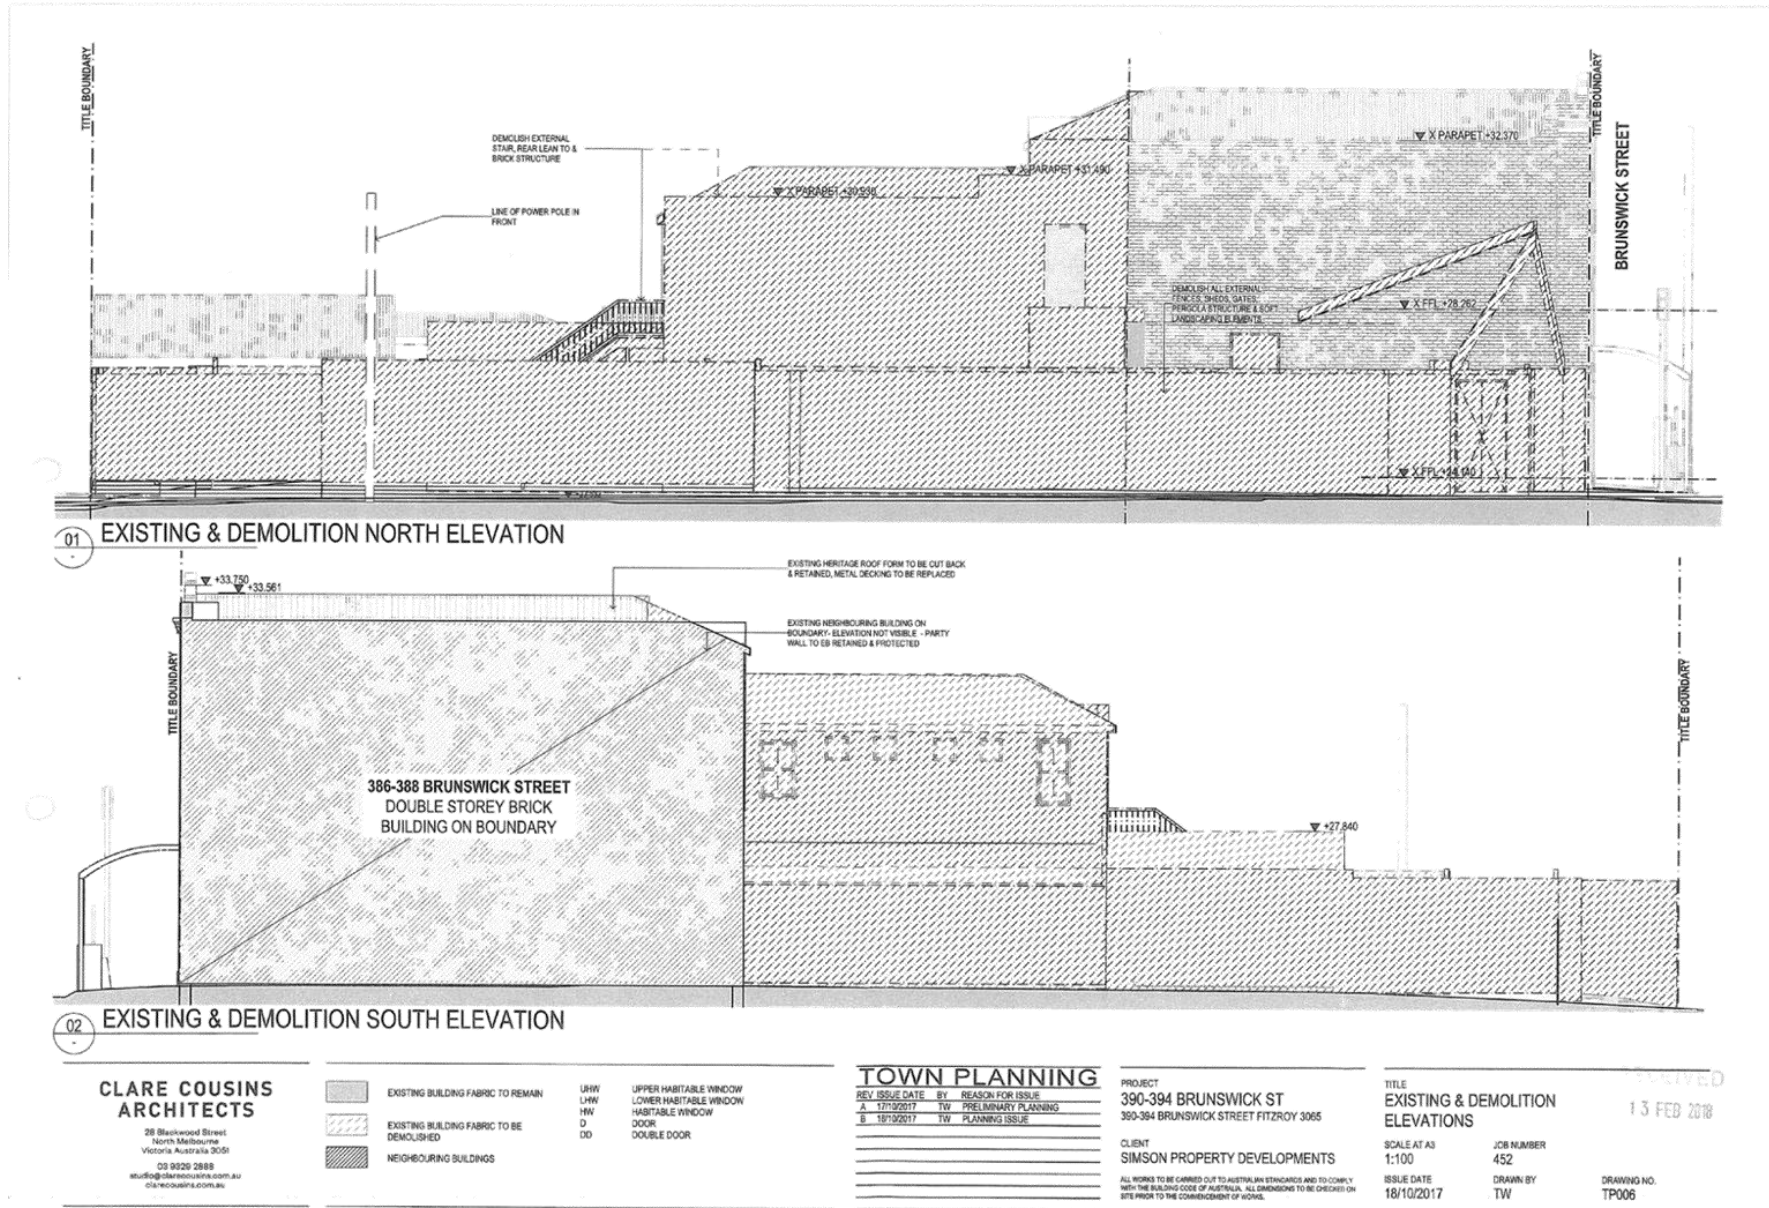 TITLE BOUNDARY
DEMOLISH EXTERNAL
STAIR, REAR LEAN TO &
BRICK STRUCTURE
LINE OF POWER POLE IN
FRONT
X PARAPET +30.930
X PARAPET +31.490
X PARAPET +32.370
TITLE BOUNDARY
BRUNSWICK STREET
DEMOLISH ALL EXTERNAL
FENCES, SHEDS, GATES,
PERGOLA STRUCTURE & SOFT
LANDSCAPING ELEMENTS
X FFL +28.262
X FFL
01
EXISTING & DEMOLITION NORTH ELEVATION
+33.750
+33.561
EXISTING HERITAGE ROOF FORM TO BE CUT BACK
& RETAINED, METAL DECKING TO BE REPLACED
EXISTING NEIGHBOURING BUILDING ON
BOUNDARY- ELEVATION NOT VISIBLE - PARTY
WALL TO EB RETAINED & PROTECTED
TITLE BOUNDARY
386-388 BRUNSWICK STREET
DOUBLE STOREY BRICK
BUILDING ON BOUNDARY
+27.840
TITLE BOUNDARY
02
EXISTING & DEMOLITION SOUTH ELEVATION
CLARE COUSINS
ARCHITECTS
28 Blackwood Street
North Melbourne
Victoria Australia 3051
03 9329 2888
studio@clarecousins.com.au
clarecousins.com.au
EXISTING BUILDING FABRIC TO REMAIN
EXISTING BUILDING FABRIC TO BE
DEMOLISHED
NEIGHBOURING BUILDINGS
UHW UPPER HABITABLE WINDOW
LHW LOWER HABITABLE WINDOW
HW HABITABLE WINDOW
D DOOR
DD DOUBLE DOOR
TOWN PLANNING
REV ISSUE DATE BY REASON FOR ISSUE
A 17/10/2017 TW PRELIMINARY PLANNING
B 18/10/2017 TW PLANNING ISSUE
PROJECT
390-394 BRUNSWICK ST
390-394 BRUNSWICK STREET FITZROY 3065
CLIENT
SIMSON PROPERTY DEVELOPMENTS
ALL WORKS TO BE CARRIED OUT TO AUSTRALIAN STANDARDS AND TO COMPLY
WITH THE BUILDING CODE OF AUSTRALIA. ALL DIMENSIONS TO BE CHECKED ON
SITE PRIOR TO THE COMMENCEMENT OF WORKS.
TITLE
EXISTING & DEMOLITION
ELEVATIONS
SCALE AT A3 JOB NUMBER
1:100 452
ISSUE DATE DRAWN BY DRAWING NO.
18/10/2017 TW TP006
RECEIVED
13 FEB 2018